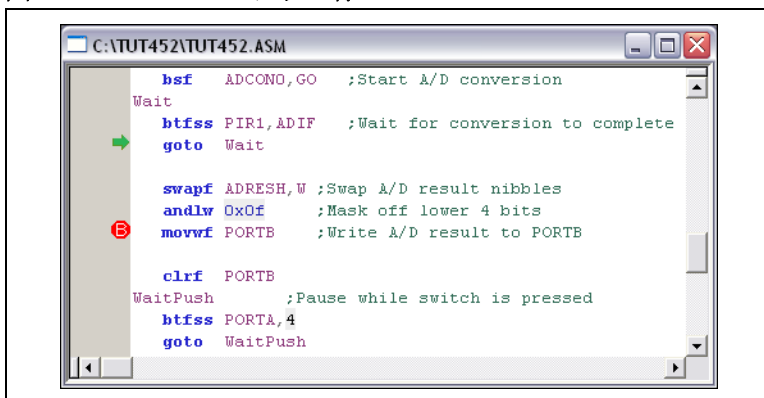 C:\TUT452\TUT452.ASM
bsf ADCON0,GO ;Start A/D conversion
Wait
btfss PIR1,ADIF ;Wait for conversion to complete
goto Wait
swapf ADRESH,W ;Swap A/D result nibbles
andlw 0x0f ;Mask off lower 4 bits
B movwf PORTB ;Write A/D result to PORTB
clrf PORTB
WaitPush ;Pause while switch is pressed
btfss PORTA,4
goto WaitPush